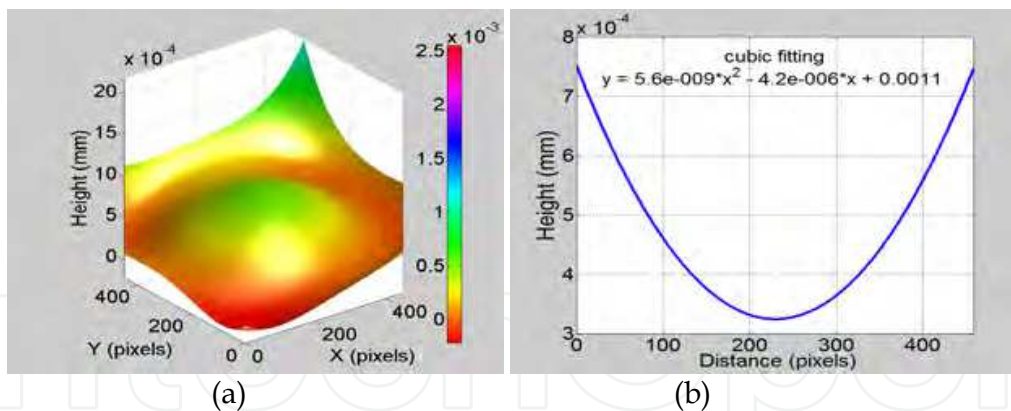 x 10⁻⁴
20
15
10
5
0
Height (mm)
400
200
0
Y (pixels)
0
200
400
X (pixels)
x 10⁻³
2.5
2
1.5
1
0.5
0
(a)
8 x 10⁻⁴
7
6
5
4
3
Height (mm)
cubic fitting
y = 5.6e-009*x² - 4.2e-006*x + 0.0011
0
100
200
300
400
Distance (pixels)
(b)